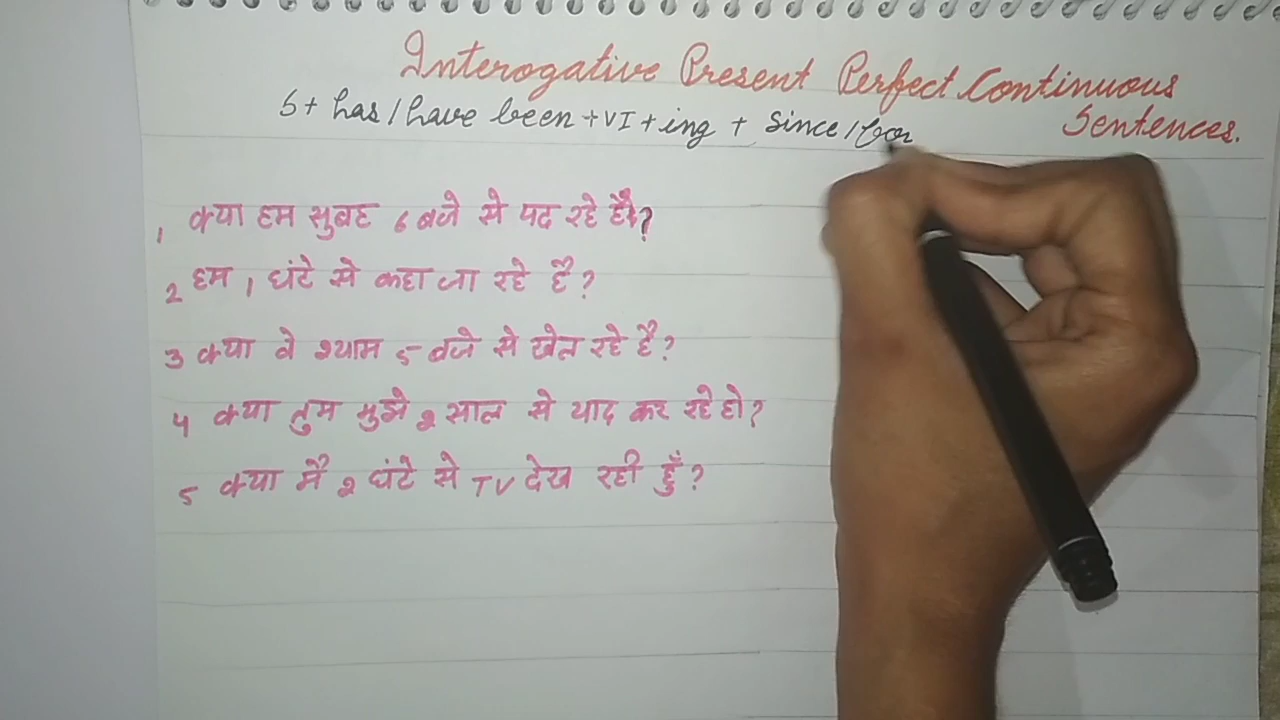 Interogative Present Perfect Continuous
Sentences.
S+ has/have been+VI+ing + Since/for
1 क्या हम सुबह 6 बजे से पढ रहे हैं?
2 हम 1 घंटे से कहा जा रहे है?
3 क्या वे श्याम 5 बजे से खेल रहे है?
4 क्या तुम मुझे 2 साल से याद कर रहे हो?
5 क्या मै 2 घंटे से TV देख रही हुँ?